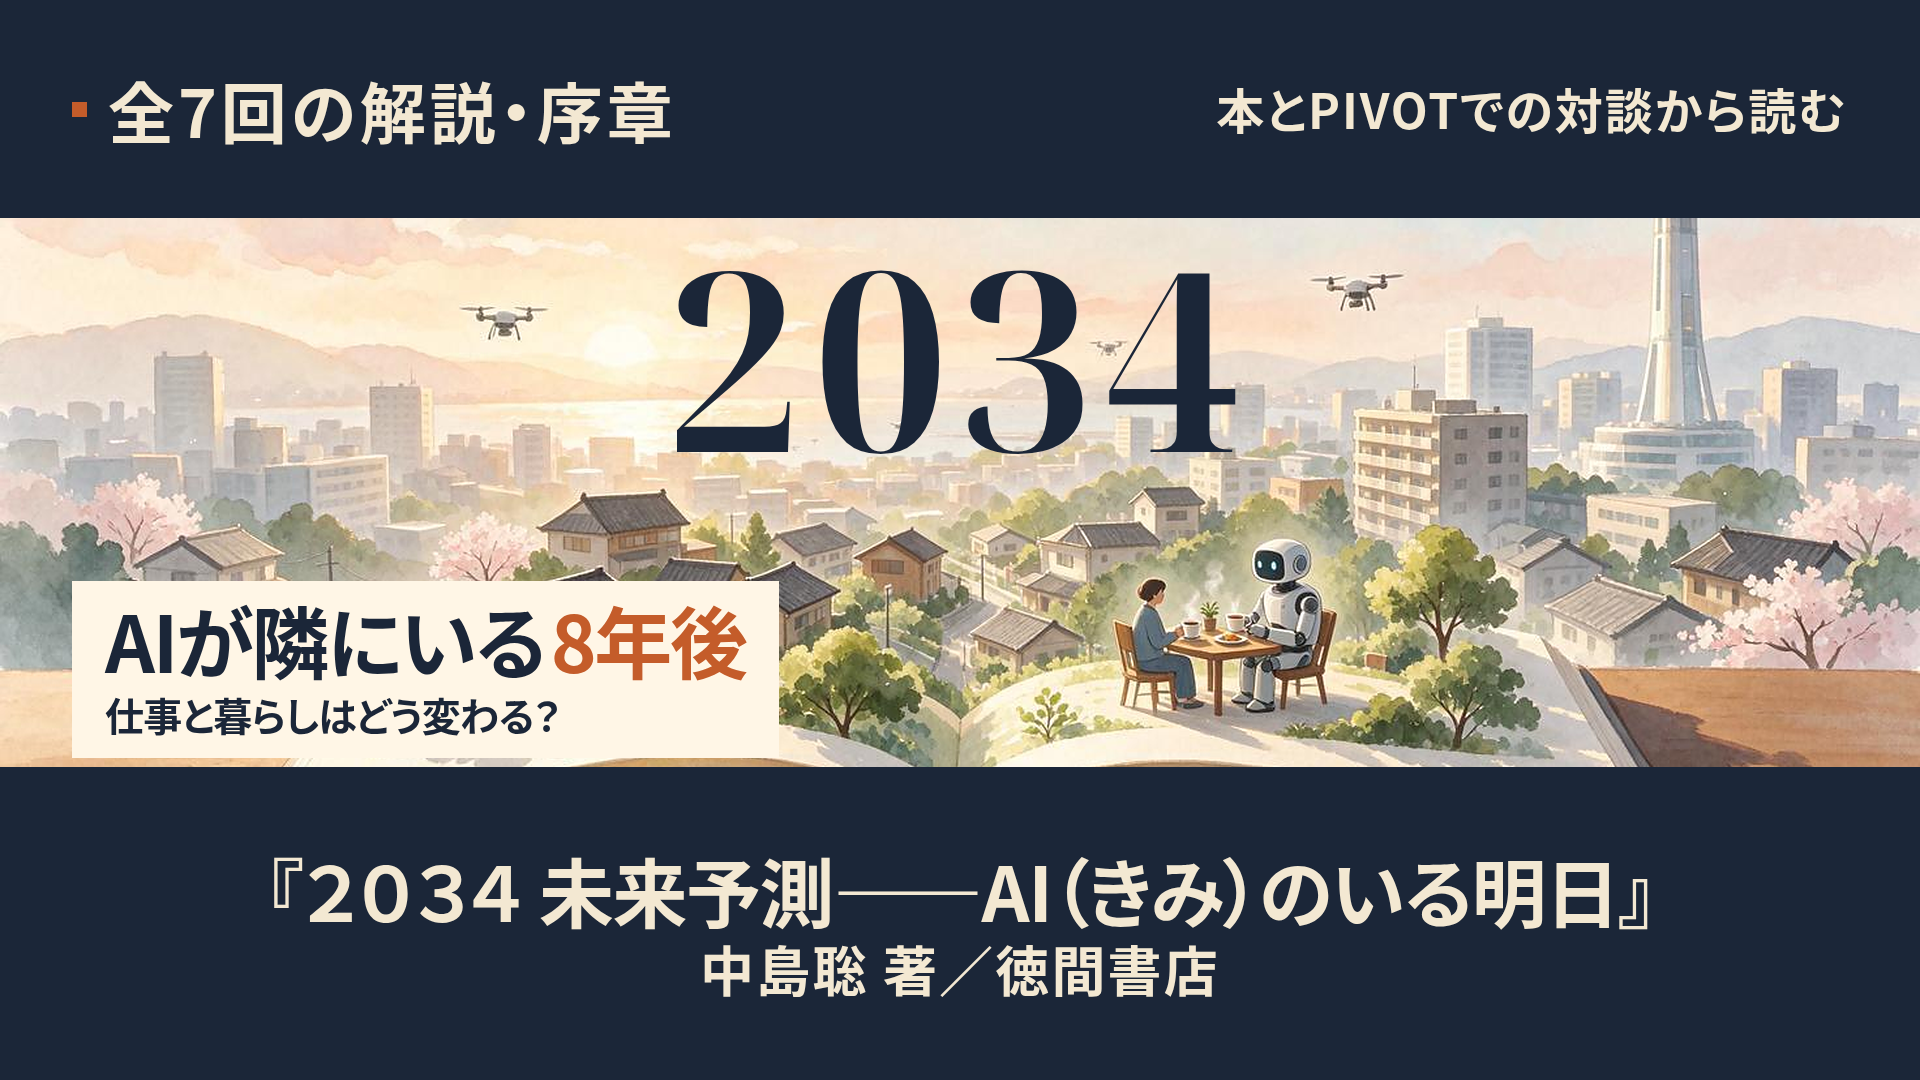 全7回の解説・序章
本とPIVOTでの対談から読む
2034
AIが隣にいる8年後
仕事と暮らしはどう変わる？
『２０３４ 未来予測――AI（きみ）のいる明日』
中島聡 著／徳間書店